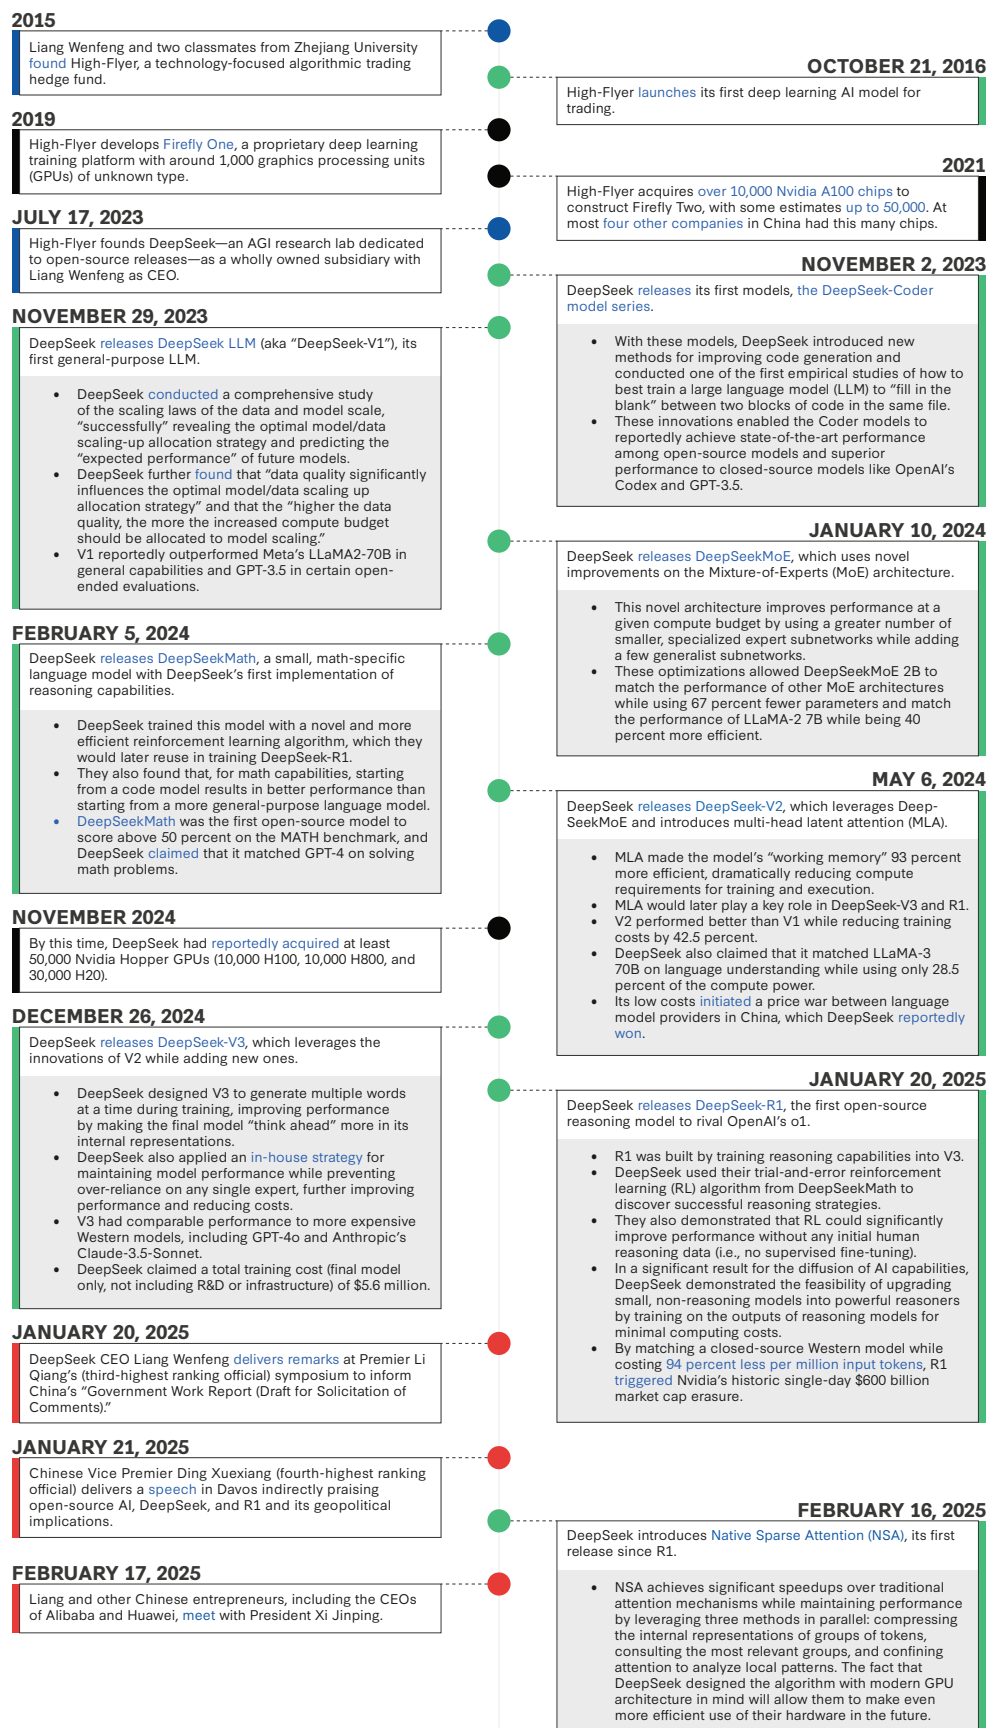 2015
Liang Wenfeng and two classmates from Zhejiang University
found High-Flyer, a technology-focused algorithmic trading
hedge fund.
OCTOBER 21, 2016
High-Flyer launches its first deep learning AI model for
trading.
2019
High-Flyer develops Firefly One, a proprietary deep learning
training platform with around 1,000 graphics processing units
(GPUs) of unknown type.
2021
High-Flyer acquires over 10,000 Nvidia A100 chips to
construct Firefly Two, with some estimates up to 50,000. At
most four other companies in China had this many chips.
JULY 17, 2023
High-Flyer founds DeepSeek—an AGI research lab dedicated
to open-source releases—as a wholly owned subsidiary with
Liang Wenfeng as CEO.
NOVEMBER 2, 2023
DeepSeek releases its first models, the DeepSeek-Coder
model series.
• With these models, DeepSeek introduced new
methods for improving code generation and
conducted one of the first empirical studies of how to
best train a large language model (LLM) to “fill in the
blank” between two blocks of code in the same file.
• These innovations enabled the Coder models to
reportedly achieve state-of-the-art performance
among open-source models and superior
performance to closed-source models like OpenAI’s
Codex and GPT-3.5.
NOVEMBER 29, 2023
DeepSeek releases DeepSeek LLM (aka “DeepSeek-V1”), its
first general-purpose LLM.
• DeepSeek conducted a comprehensive study
of the scaling laws of the data and model scale,
“successfully” revealing the optimal model/data
scaling-up allocation strategy and predicting the
“expected performance” of future models.
• DeepSeek further found that “data quality significantly
influences the optimal model/data scaling up
allocation strategy” and that the “higher the data
quality, the more the increased compute budget
should be allocated to model scaling.”
• V1 reportedly outperformed Meta’s LLaMA2-70B in
general capabilities and GPT-3.5 in certain open-
ended evaluations.
JANUARY 10, 2024
DeepSeek releases DeepSeekMoE, which uses novel
improvements on the Mixture-of-Experts (MoE) architecture.
• This novel architecture improves performance at a
given compute budget by using a greater number of
smaller, specialized expert subnetworks while adding
a few generalist subnetworks.
• These optimizations allowed DeepSeekMoE 2B to
match the performance of other MoE architectures
while using 67 percent fewer parameters and match
the performance of LLaMA-2 7B while being 40
percent more efficient.
FEBRUARY 5, 2024
DeepSeek releases DeepSeekMath, a small, math-specific
language model with DeepSeek’s first implementation of
reasoning capabilities.
• DeepSeek trained this model with a novel and more
efficient reinforcement learning algorithm, which they
would later reuse in training DeepSeek-R1.
• They also found that, for math capabilities, starting
from a code model results in better performance than
starting from a more general-purpose language model.
• DeepSeekMath was the first open-source model to
score above 50 percent on the MATH benchmark, and
DeepSeek claimed that it matched GPT-4 on solving
math problems.
MAY 6, 2024
DeepSeek releases DeepSeek-V2, which leverages Deep-
SeekMoE and introduces multi-head latent attention (MLA).
• MLA made the model’s “working memory” 93 percent
more efficient, dramatically reducing compute
requirements for training and execution.
• MLA would later play a key role in DeepSeek-V3 and R1.
• V2 performed better than V1 while reducing training
costs by 42.5 percent.
• DeepSeek also claimed that it matched LLaMA-3
70B on language understanding while using only 28.5
percent of the compute power.
• Its low costs initiated a price war between language
model providers in China, which DeepSeek reportedly
won.
NOVEMBER 2024
By this time, DeepSeek had reportedly acquired at least
50,000 Nvidia Hopper GPUs (10,000 H100, 10,000 H800, and
30,000 H20).
DECEMBER 26, 2024
DeepSeek releases DeepSeek-V3, which leverages the
innovations of V2 while adding new ones.
• DeepSeek designed V3 to generate multiple words
at a time during training, improving performance
by making the final model “think ahead” more in its
internal representations.
• DeepSeek also applied an in-house strategy for
maintaining model performance while preventing
over-reliance on any single expert, further improving
performance and reducing costs.
• V3 had comparable performance to more expensive
Western models, including GPT-4o and Anthropic’s
Claude-3.5-Sonnet.
• DeepSeek claimed a total training cost (final model
only, not including R&D or infrastructure) of $5.6 million.
JANUARY 20, 2025
DeepSeek releases DeepSeek-R1, the first open-source
reasoning model to rival OpenAI’s o1.
• R1 was built by training reasoning capabilities into V3.
• DeepSeek used their trial-and-error reinforcement
learning (RL) algorithm from DeepSeekMath to
discover successful reasoning strategies.
• They also demonstrated that RL could significantly
improve performance without any initial human
reasoning data (i.e., no supervised fine-tuning).
• In a significant result for the diffusion of AI capabilities,
DeepSeek demonstrated the feasibility of upgrading
small, non-reasoning models into powerful reasoners
by training on the outputs of reasoning models for
minimal computing costs.
• By matching a closed-source Western model while
costing 94 percent less per million input tokens, R1
triggered Nvidia’s historic single-day $600 billion
market cap erasure.
JANUARY 20, 2025
DeepSeek CEO Liang Wenfeng delivers remarks at Premier Li
Qiang’s (third-highest ranking official) symposium to inform
China’s “Government Work Report (Draft for Solicitation of
Comments).”
JANUARY 21, 2025
Chinese Vice Premier Ding Xuexiang (fourth-highest ranking
official) delivers a speech in Davos indirectly praising
open-source AI, DeepSeek, and R1 and its geopolitical
implications.
FEBRUARY 16, 2025
DeepSeek introduces Native Sparse Attention (NSA), its first
release since R1.
• NSA achieves significant speedups over traditional
attention mechanisms while maintaining performance
by leveraging three methods in parallel: compressing
the internal representations of groups of tokens,
consulting the most relevant groups, and confining
attention to analyze local patterns. The fact that
DeepSeek designed the algorithm with modern GPU
architecture in mind will allow them to make even
more efficient use of their hardware in the future.
FEBRUARY 17, 2025
Liang and other Chinese entrepreneurs, including the CEOs
of Alibaba and Huawei, meet with President Xi Jinping.